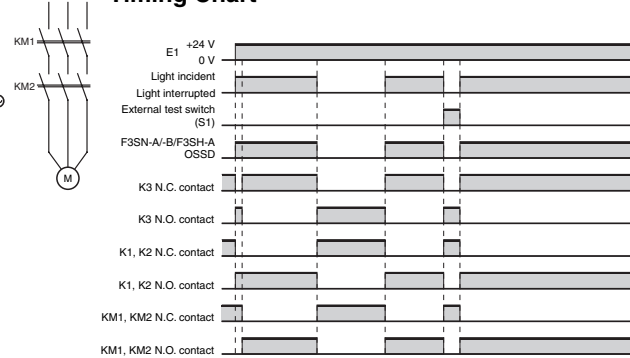 Timing Chart
KM1
KM2
M
E1 +24 V
0 V
Light incident
Light interrupted
External test switch
(S1)
F3SN-A/-B/F3SH-A
OSSD
K3 N.C. contact
K3 N.O. contact
K1, K2 N.C. contact
K1, K2 N.O. contact
KM1, KM2 N.C. contact
KM1, KM2 N.O. contact